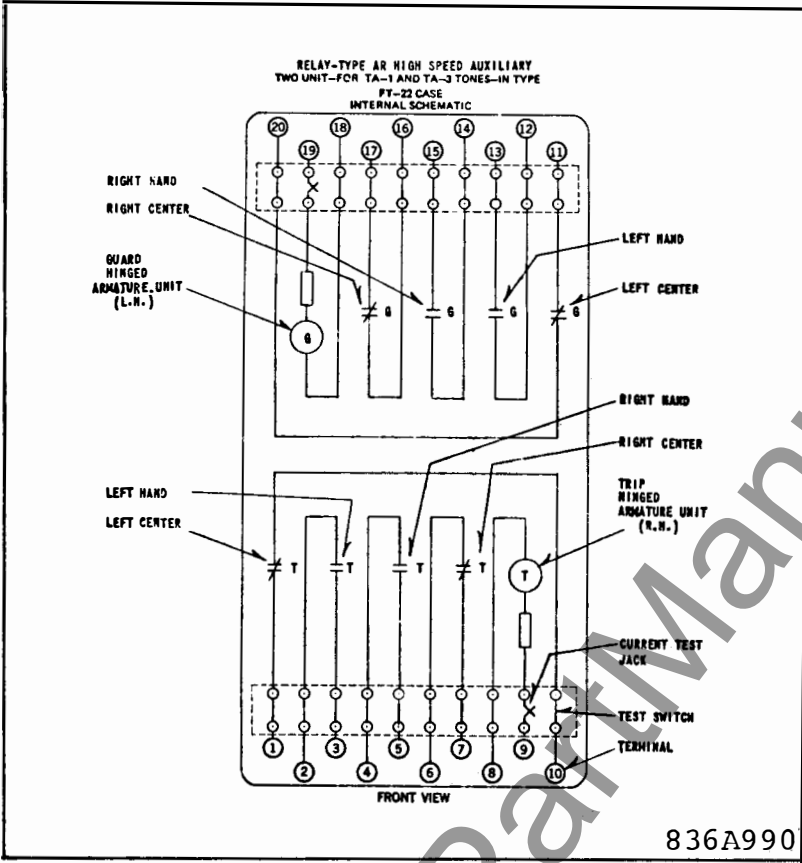 RELAY-TYPE AR HIGH SPEED AUXILIARY
TWO UNIT-FOR TA-1 AND TA-3 TONES-IN TYPE
FT-22 CASE
INTERNAL SCHEMATIC
20
18
16
14
12
19
17
15
13
11
RIGHT HAND
RIGHT CENTER
GUARD
HINGED
ARMATURE UNIT
(L.H.)
LEFT HAND
LEFT CENTER
G
G
G
G
G
RIGHT HAND
RIGHT CENTER
LEFT HAND
LEFT CENTER
TRIP
HINGED
ARMATURE UNIT
(R.H.)
T
T
T
T
T
CURRENT TEST
JACK
TEST SWITCH
TERMINAL
1
3
5
7
9
2
4
6
8
10
FRONT VIEW
836A990
PartMan